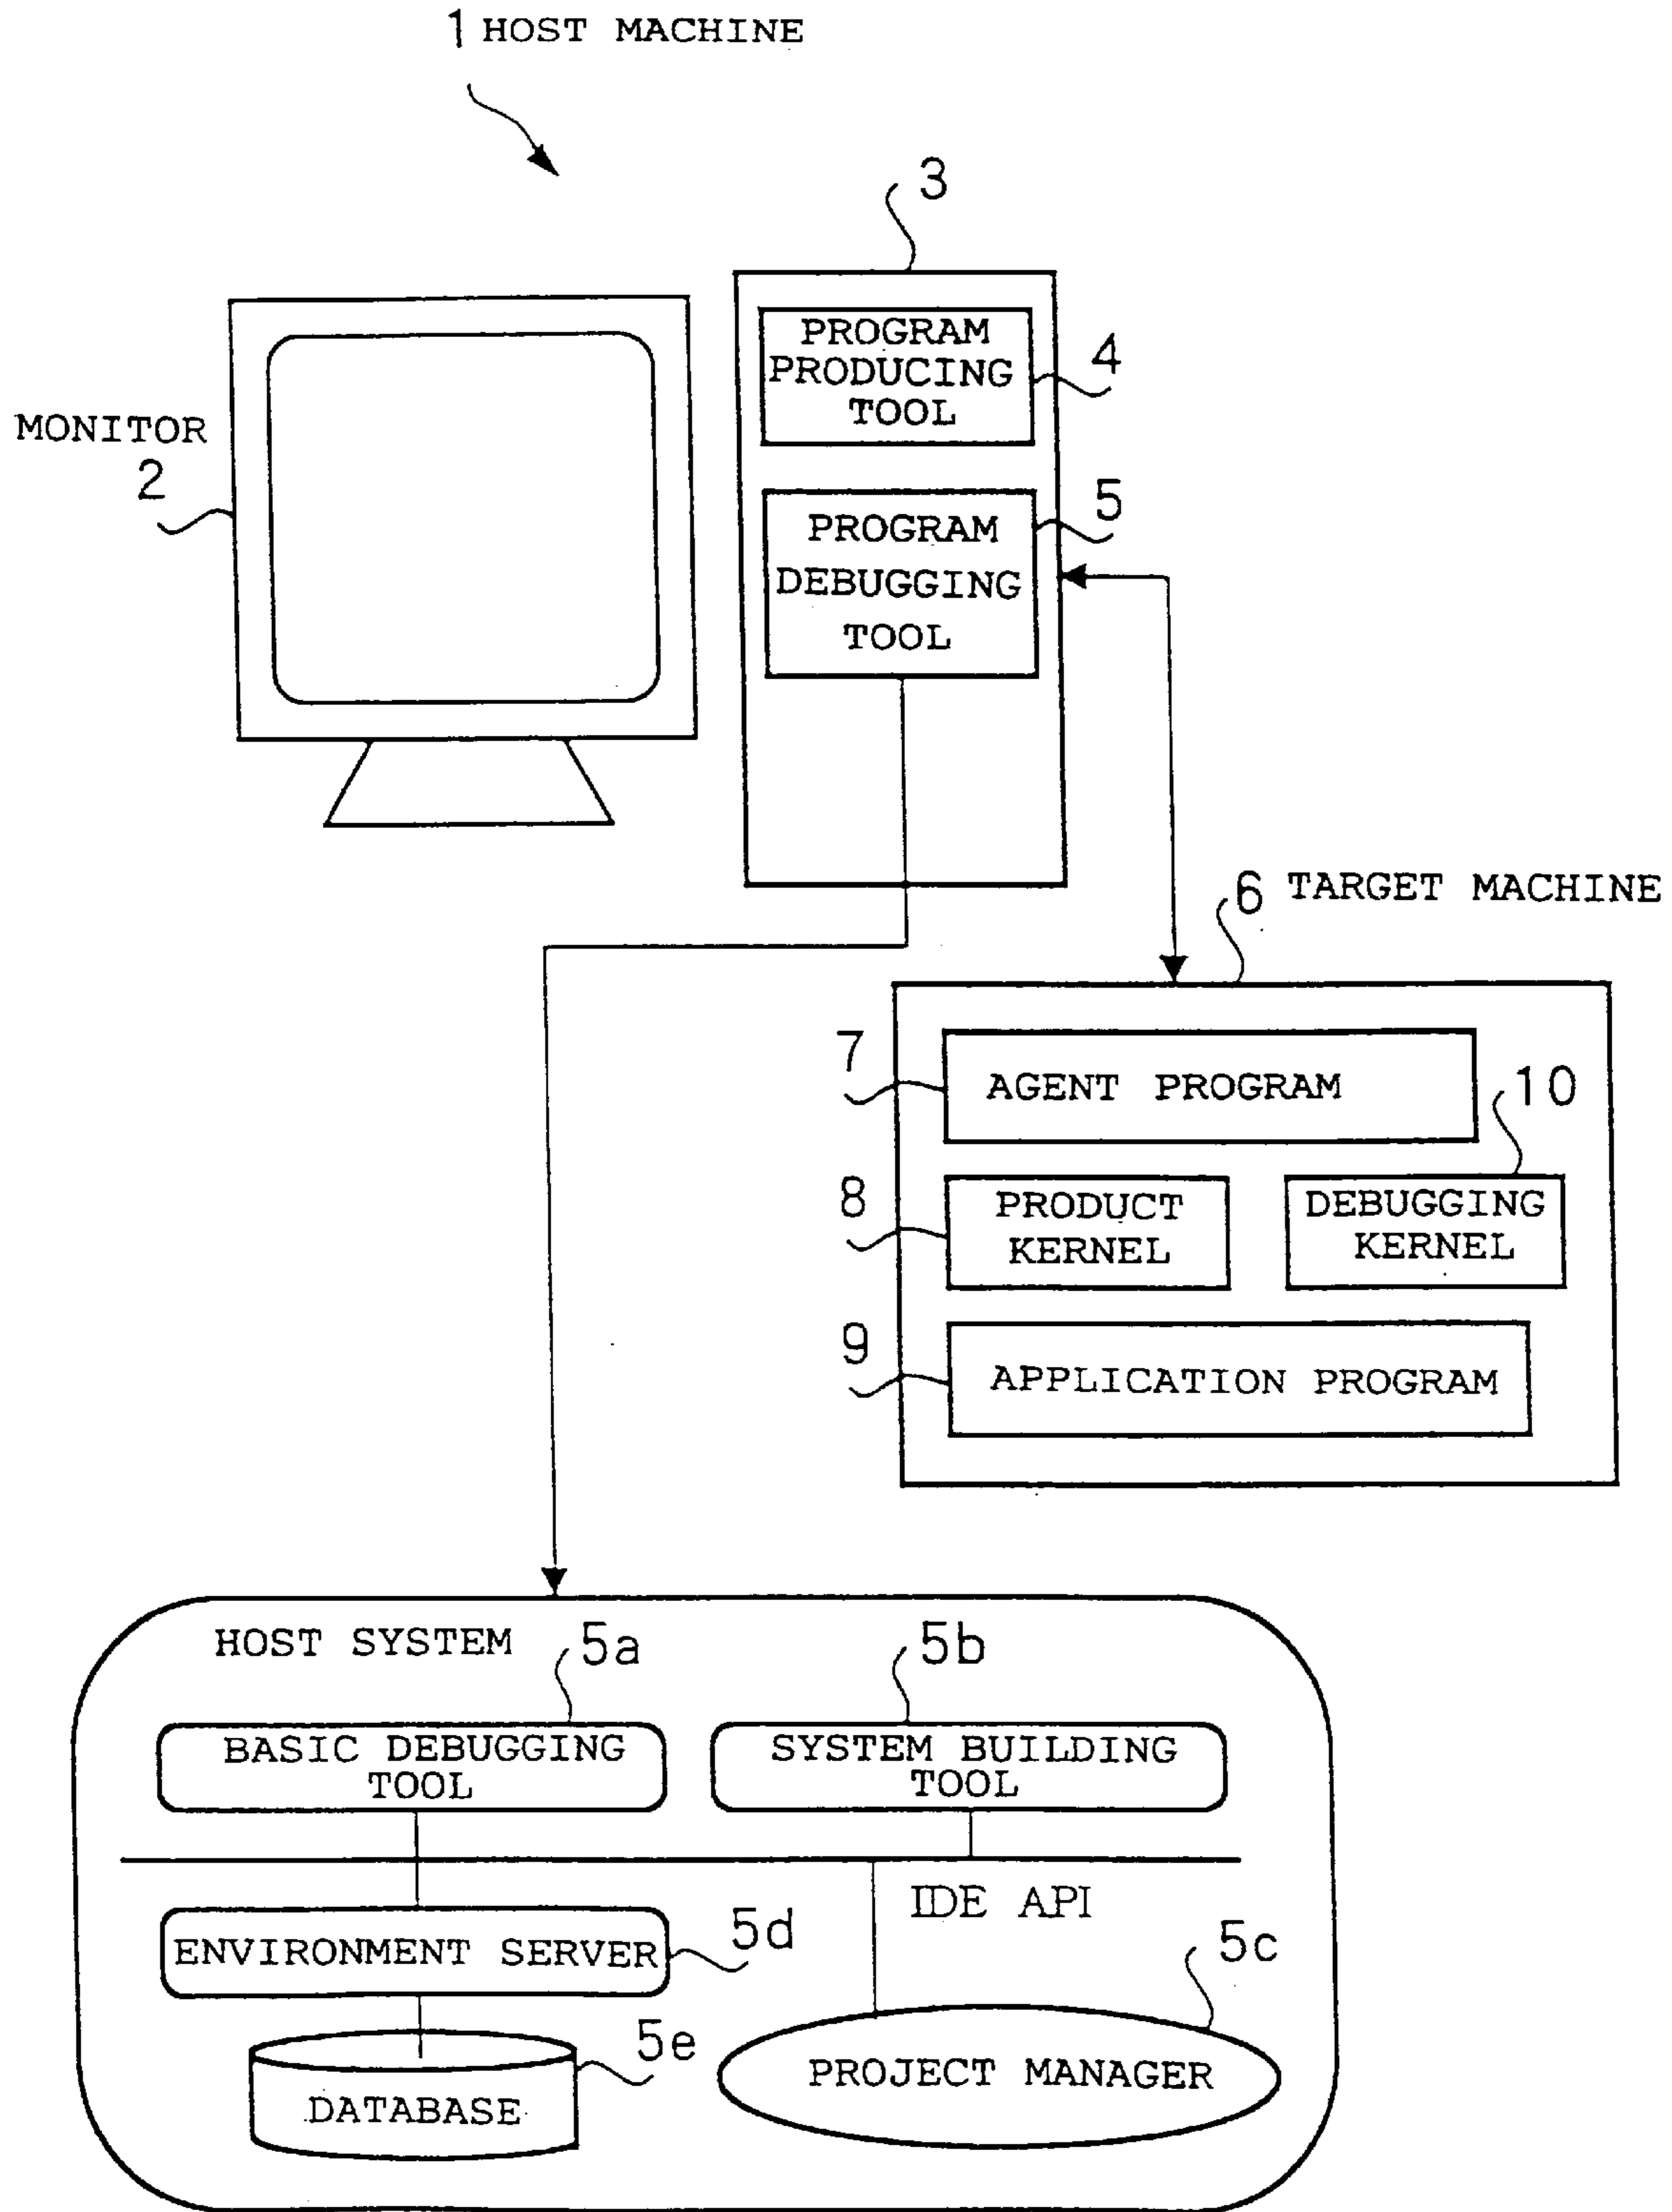 1 HOST MACHINE
3
PROGRAM
PRODUCING
TOOL
4
MONITOR
2
PROGRAM
DEBUGGING
TOOL
5
6 TARGET MACHINE
7
AGENT PROGRAM
10
8
PRODUCT
KERNEL
DEBUGGING
KERNEL
9
APPLICATION PROGRAM
HOST SYSTEM
5a
5b
BASIC DEBUGGING
TOOL
SYSTEM BUILDING
TOOL
IDE API
ENVIRONMENT SERVER
5d
5c
5e
DATABASE
PROJECT MANAGER